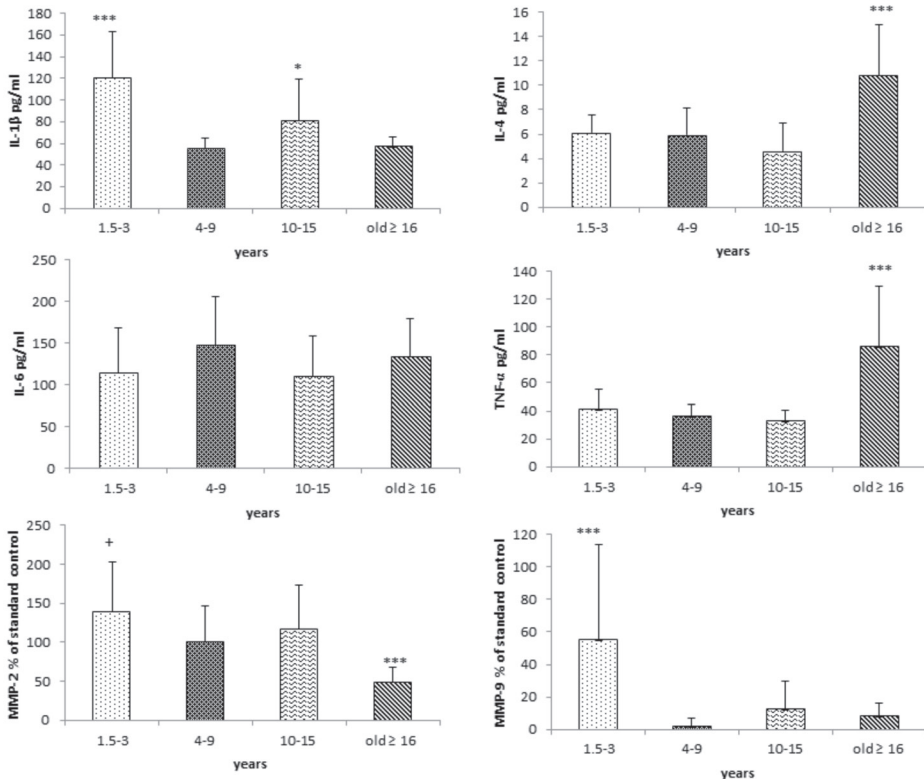 IL-1β pg/ml
180
160
140
120
100
80
60
40
20
0
***
*
1.5-3 4-9 10-15 old ≥ 16
years
IL-4 pg/ml
16
14
12
10
8
6
4
2
0
***
1.5-3 4-9 10-15 old ≥ 16
years
IL-6 pg/ml
250
200
150
100
50
0
1.5-3 4-9 10-15 old ≥ 16
years
TNF-α pg/ml
140
120
100
80
60
40
20
0
***
1.5-3 4-9 10-15 old ≥ 16
years
MMP-2 % of standard control
250
200
150
100
50
0
+
***
1.5-3 4-9 10-15 old ≥ 16
years
MMP-9 % of standard control
120
100
80
60
40
20
0
***
1.5-3 4-9 10-15 old ≥ 16
years